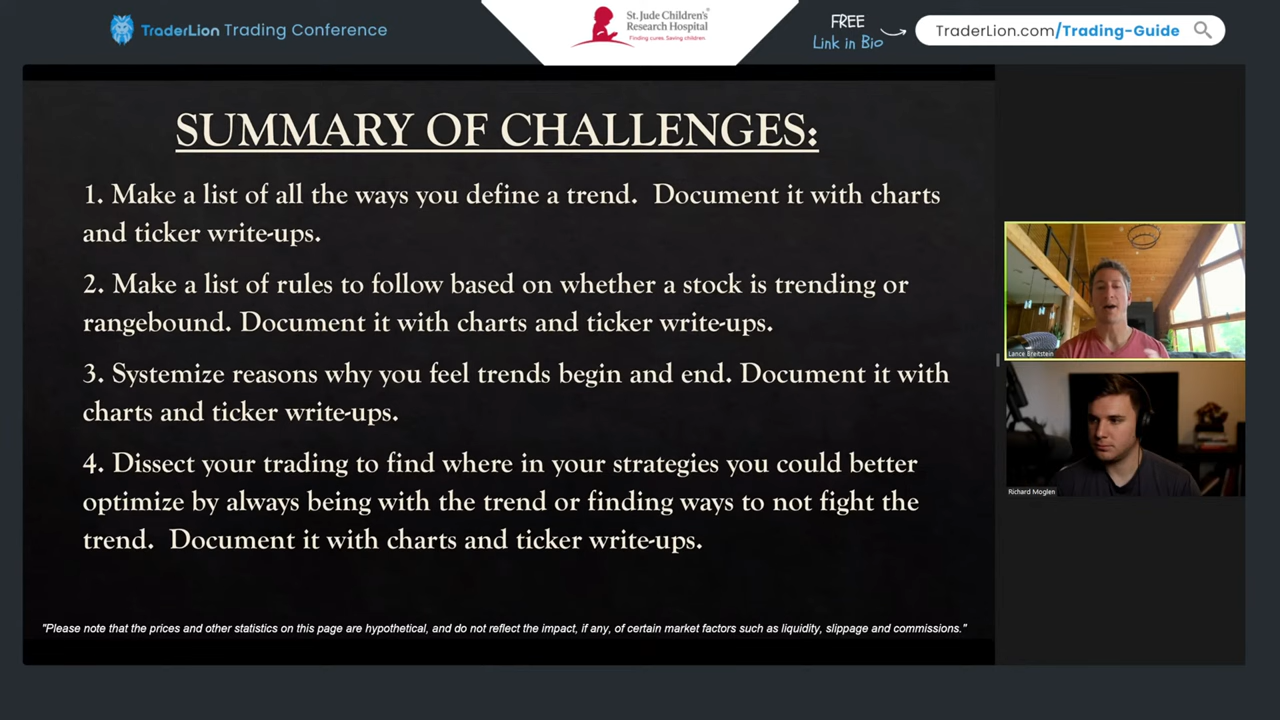 TraderLion Trading Conference
St. Jude Children's
Research Hospital
Finding cures. Saving children.
FREE
Link in Bio
TraderLion.com/Trading-Guide
SUMMARY OF CHALLENGES:
1. Make a list of all the ways you define a trend. Document it with charts
and ticker write-ups.
2. Make a list of rules to follow based on whether a stock is trending or
rangebound. Document it with charts and ticker write-ups.
3. Systemize reasons why you feel trends begin and end. Document it with
charts and ticker write-ups.
4. Dissect your trading to find where in your strategies you could better
optimize by always being with the trend or finding ways to not fight the
trend. Document it with charts and ticker write-ups.
"Please note that the prices and other statistics on this page are hypothetical, and do not reflect the impact, if any, of certain market factors such as liquidity, slippage and commissions."
Lance Breitstein
Richard Moglen